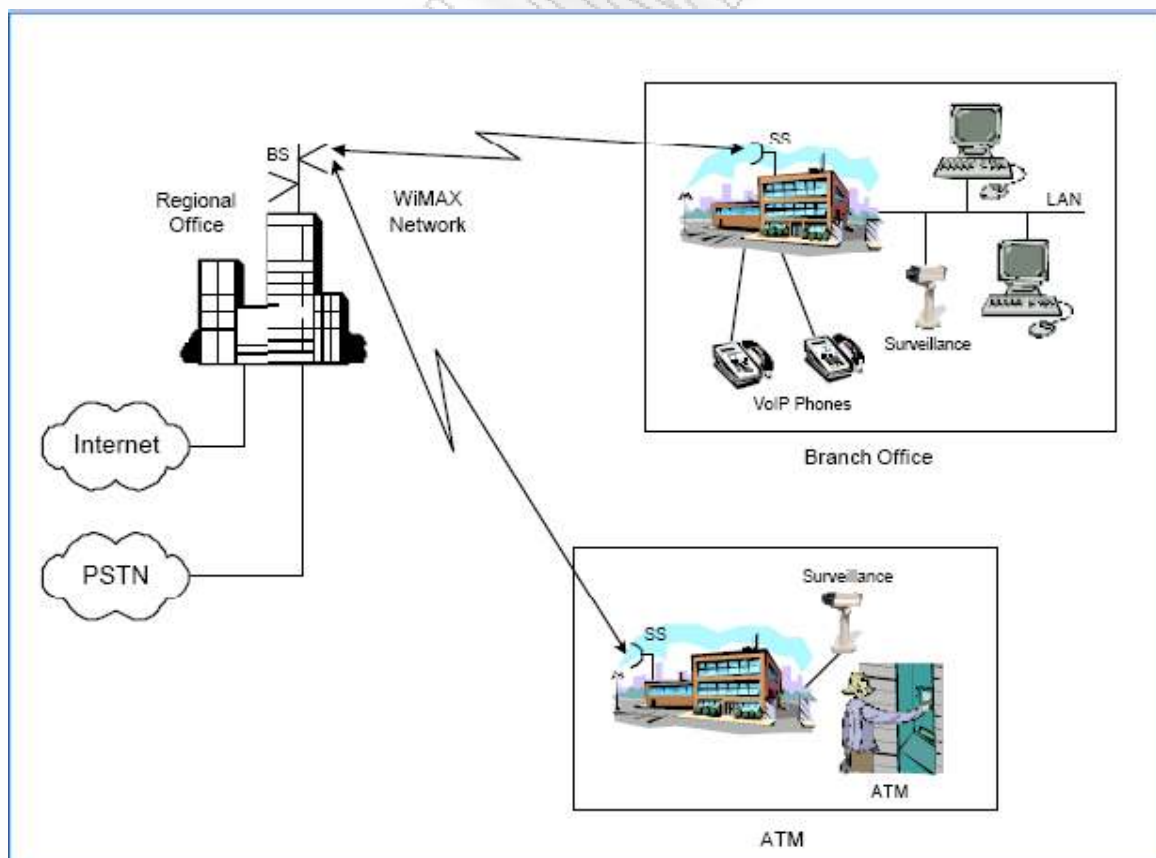 BS
Regional
Office
WiMAX
Network
Internet
PSTN
SS
LAN
Surveillance
VoIP Phones
Branch Office
Surveillance
SS
ATM
ATM